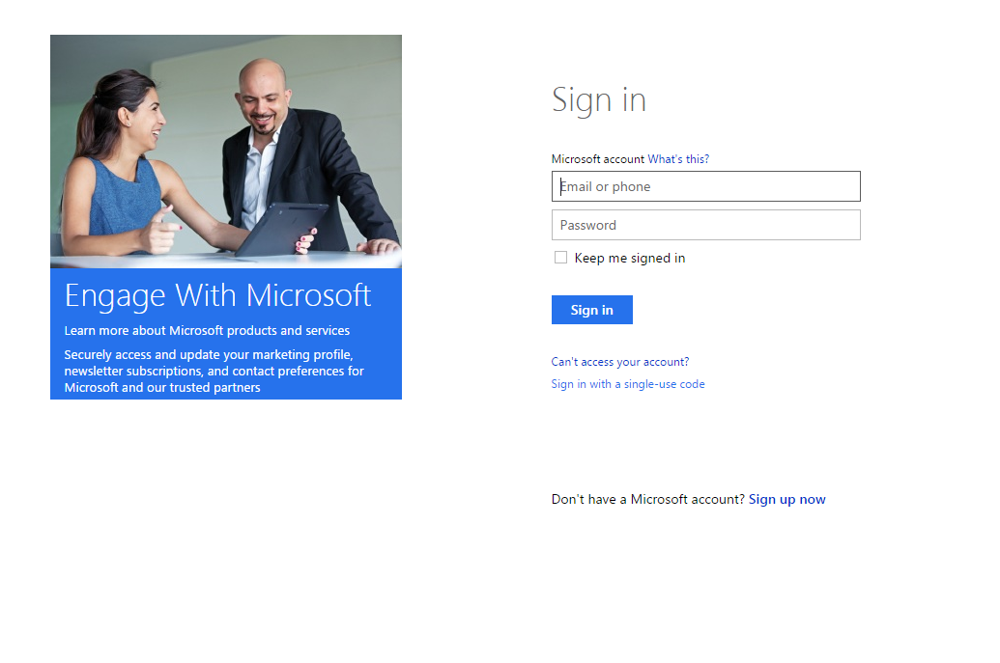 Engage With Microsoft
Learn more about Microsoft products and services
Securely access and update your marketing profile,
newsletter subscriptions, and contact preferences for
Microsoft and our trusted partners
Sign in
Microsoft account What's this?
Email or phone
Password
Keep me signed in
Sign in
Can't access your account?
Sign in with a single-use code
Don't have a Microsoft account? Sign up now